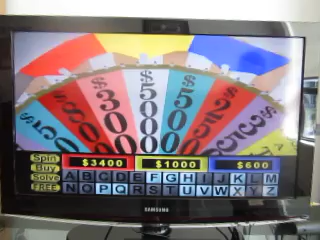 $300
$5000
$500
Spin
$3400
$1000
$600
Buy
A B C D E F G H I J K L M
Solve
FREE
N O P Q R S T U V W X Y Z
SAMSUNG